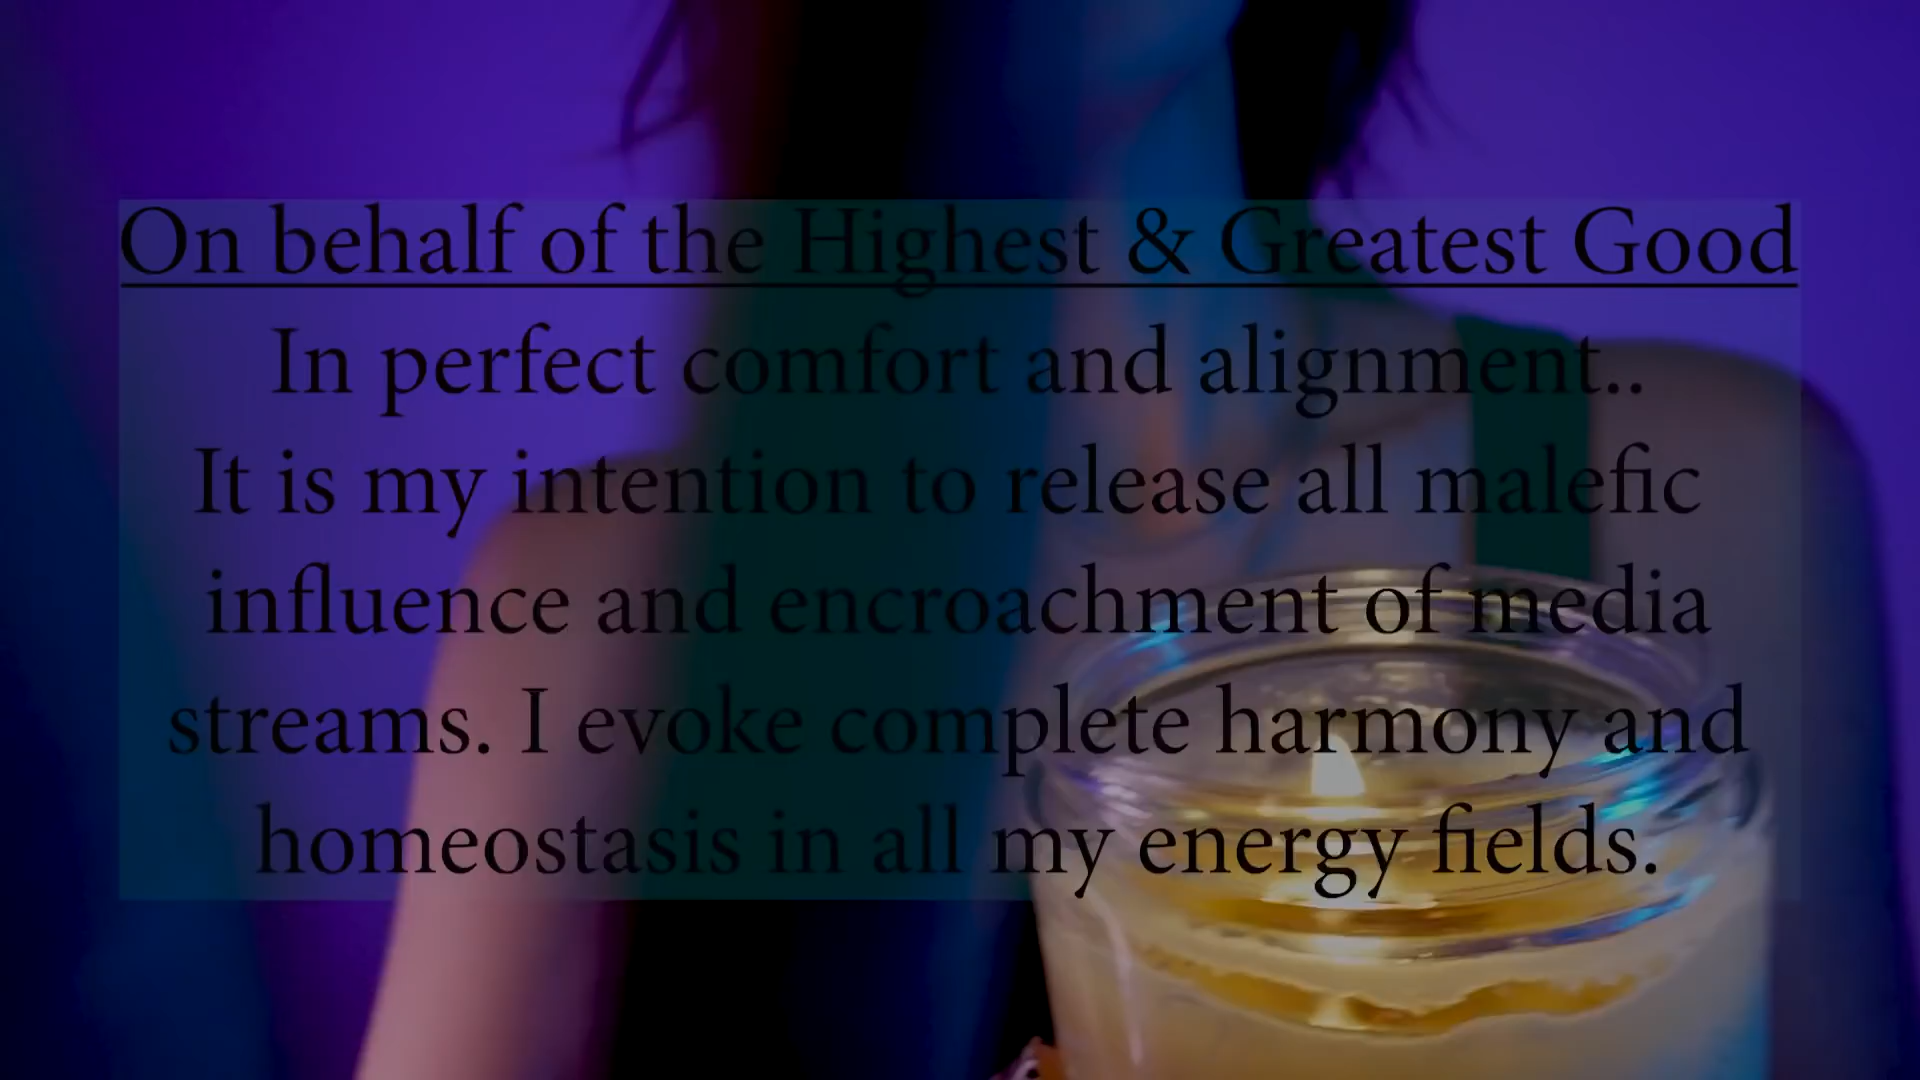 On behalf of the Highest & Greatest Good
In perfect comfort and alignment..
It is my intention to release all malefic
influence and encroachment of media
streams. I evoke complete harmony and
homeostasis in all my energy fields.